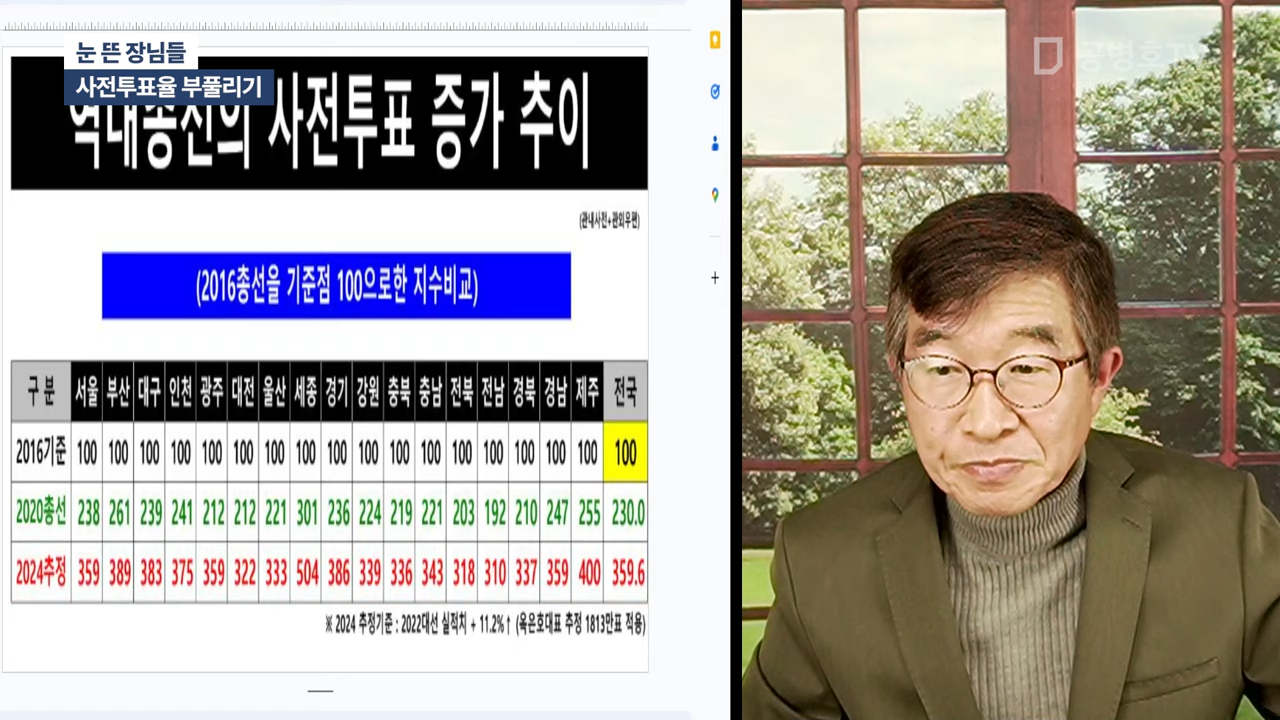 눈 뜬 장님들
사전투표율 부풀리기
역대총선의 사전투표 증가 추이
(관내사전+관외우편)
(2016총선을 기준점 100으로한 지수비교)
구 분 서울 부산 대구 인천 광주 대전 울산 세종 경기 강원 충북 충남 전북 전남 경북 경남 제주 전국
2016기준 100 100 100 100 100 100 100 100 100 100 100 100 100 100 100 100 100 100
2020총선 238 261 239 241 212 212 221 301 236 224 219 221 203 192 210 247 255 230.0
2024추정 359 389 383 375 359 322 333 504 386 339 336 343 318 310 337 359 400 359.6
※ 2024 추정기준 : 2022대선 실적치 + 11.2%↑ (옥은호대표 추정 1813만표 적용)
공병호TV